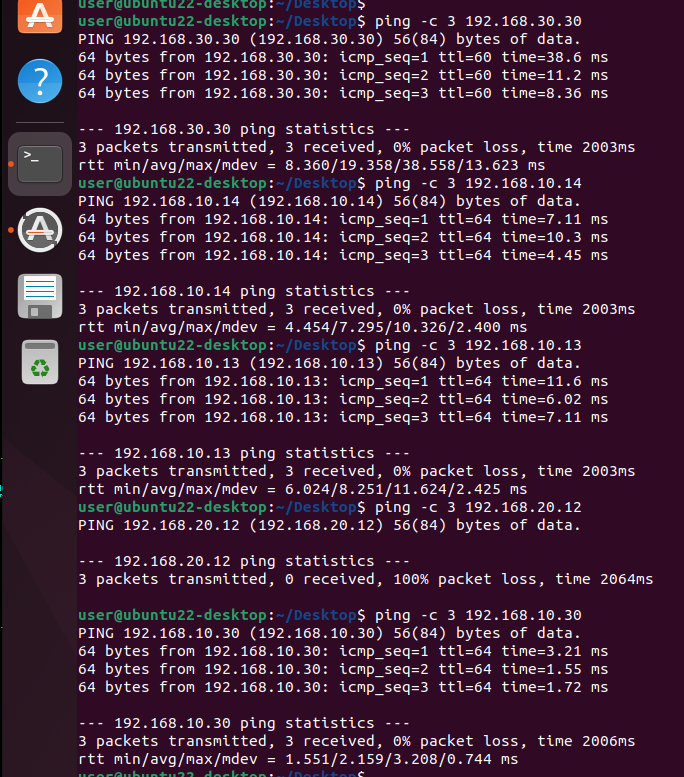 user@ubuntu22-desktop:~/Desktop$
user@ubuntu22-desktop:~/Desktop$ ping -c 3 192.168.30.30
PING 192.168.30.30 (192.168.30.30) 56(84) bytes of data.
64 bytes from 192.168.30.30: icmp_seq=1 ttl=60 time=38.6 ms
64 bytes from 192.168.30.30: icmp_seq=2 ttl=60 time=11.2 ms
64 bytes from 192.168.30.30: icmp_seq=3 ttl=60 time=8.36 ms

--- 192.168.30.30 ping statistics ---
3 packets transmitted, 3 received, 0% packet loss, time 2003ms
rtt min/avg/max/mdev = 8.360/19.358/38.558/13.623 ms
user@ubuntu22-desktop:~/Desktop$ ping -c 3 192.168.10.14
PING 192.168.10.14 (192.168.10.14) 56(84) bytes of data.
64 bytes from 192.168.10.14: icmp_seq=1 ttl=64 time=7.11 ms
64 bytes from 192.168.10.14: icmp_seq=2 ttl=64 time=10.3 ms
64 bytes from 192.168.10.14: icmp_seq=3 ttl=64 time=4.45 ms

--- 192.168.10.14 ping statistics ---
3 packets transmitted, 3 received, 0% packet loss, time 2003ms
rtt min/avg/max/mdev = 4.454/7.295/10.326/2.400 ms
user@ubuntu22-desktop:~/Desktop$ ping -c 3 192.168.10.13
PING 192.168.10.13 (192.168.10.13) 56(84) bytes of data.
64 bytes from 192.168.10.13: icmp_seq=1 ttl=64 time=11.6 ms
64 bytes from 192.168.10.13: icmp_seq=2 ttl=64 time=6.02 ms
64 bytes from 192.168.10.13: icmp_seq=3 ttl=64 time=7.11 ms

--- 192.168.10.13 ping statistics ---
3 packets transmitted, 3 received, 0% packet loss, time 2003ms
rtt min/avg/max/mdev = 6.024/8.251/11.624/2.425 ms
user@ubuntu22-desktop:~/Desktop$ ping -c 3 192.168.20.12
PING 192.168.20.12 (192.168.20.12) 56(84) bytes of data.

--- 192.168.20.12 ping statistics ---
3 packets transmitted, 0 received, 100% packet loss, time 2064ms

user@ubuntu22-desktop:~/Desktop$ ping -c 3 192.168.10.30
PING 192.168.10.30 (192.168.10.30) 56(84) bytes of data.
64 bytes from 192.168.10.30: icmp_seq=1 ttl=64 time=3.21 ms
64 bytes from 192.168.10.30: icmp_seq=2 ttl=64 time=1.55 ms
64 bytes from 192.168.10.30: icmp_seq=3 ttl=64 time=1.72 ms

--- 192.168.10.30 ping statistics ---
3 packets transmitted, 3 received, 0% packet loss, time 2006ms
rtt min/avg/max/mdev = 1.551/2.159/3.208/0.744 ms
user@ubuntu22-desktop:~/Desktop$